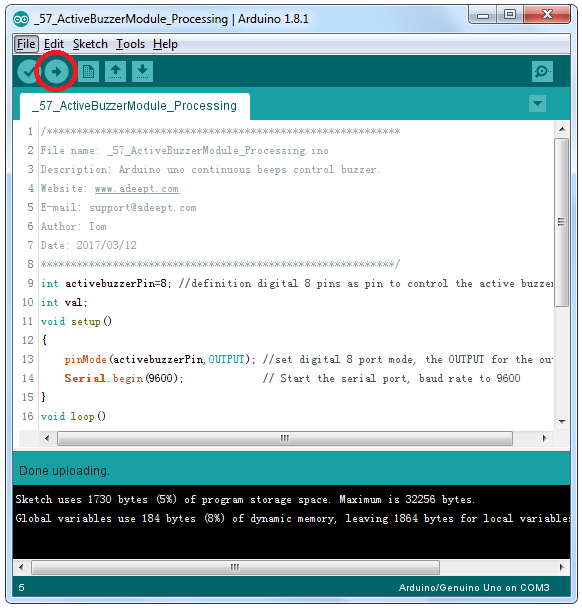 _57_ActiveBuzzerModule_Processing | Arduino 1.8.1
File Edit Sketch Tools Help
_57_ActiveBuzzerModule_Processing
1 /***********************************************************
2 File name: _57_ActiveBuzzerModule_Processing.ino
3 Description: Arduino uno continuous beeps control buzzer.
4 Website: www.adeept.com
5 E-mail: support@adeept.com
6 Author: Tom
7 Date: 2017/03/12
8 ***********************************************************/
9 int activebuzzerPin=8; //definition digital 8 pins as pin to control the active buzzer
10 int val;
11 void setup()
12 {
13 pinMode(activebuzzerPin,OUTPUT); //set digital 8 port mode, the OUTPUT for the ou
14 Serial.begin(9600); // Start the serial port, baud rate to 9600
15 }
16 void loop()
Done uploading.
Sketch uses 1730 bytes (5%) of program storage space. Maximum is 32256 bytes.
Global variables use 184 bytes (8%) of dynamic memory, leaving 1864 bytes for local variables
5 Arduino/Genuino Uno on COM3